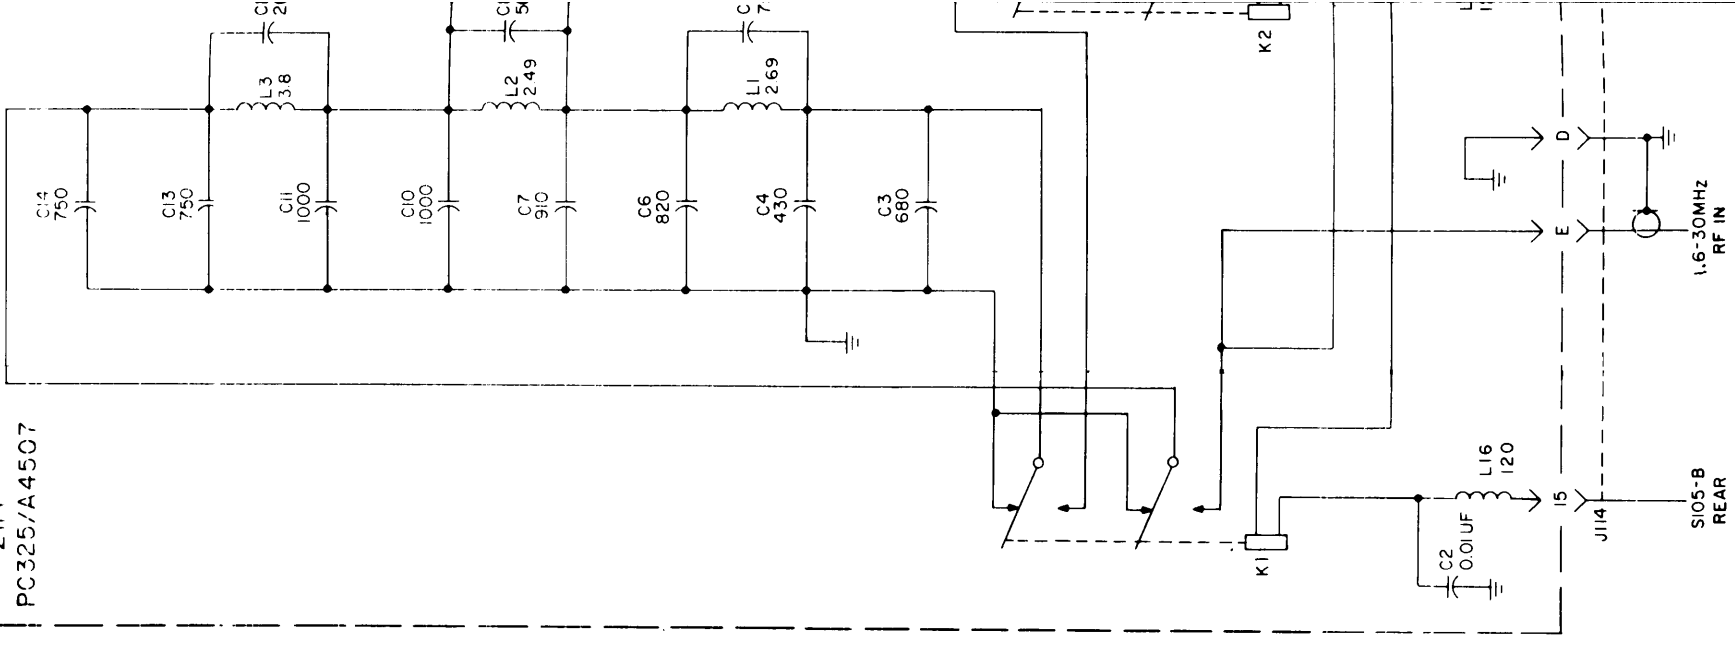 K2
L3
3.8
L2
2.49
L1
2.69
C14
750
C13
750
C11
1000
C10
1000
C7
910
C6
820
C4
430
C3
680
D
E
1.6-30MHZ
RF IN
PC325/A4507
L16
120
15
J114
S105-B
REAR
K1
C2
0.01UF